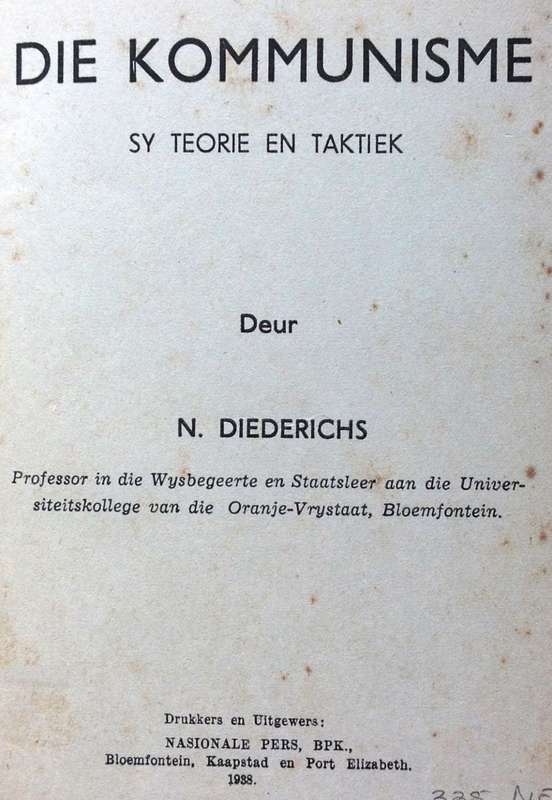 DIE KOMMUNISME
SY TEORIE EN TAKTIEK
Deur
N. DIEDERICHS
Professor in die Wysbegeerte en Staatsleer aan die Univer-
siteitskollege van die Oranje-Vrystaat, Bloemfontein.
Drukkers en Uitgewers:
NASIONALE PERS, BPK.,
Bloemfontein, Kaapstad en Port Elizabeth.
1938.